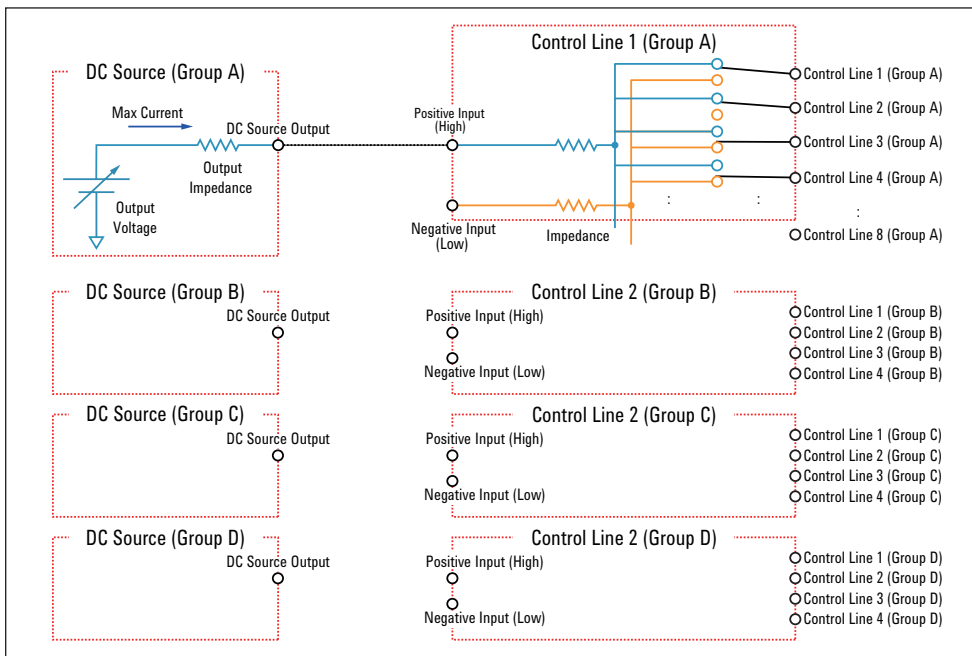 Control Line 1 (Group A)
DC Source (Group A)
Max Current
DC Source Output
Output
Impedance
Output
Voltage
Positive Input
(High)
Negative Input
(Low)
Impedance
Control Line 1 (Group A)
Control Line 2 (Group A)
Control Line 3 (Group A)
Control Line 4 (Group A)
:
:
:
Control Line 8 (Group A)
DC Source (Group B)
DC Source Output
Control Line 2 (Group B)
Positive Input (High)
Negative Input (Low)
Control Line 1 (Group B)
Control Line 2 (Group B)
Control Line 3 (Group B)
Control Line 4 (Group B)
DC Source (Group C)
DC Source Output
Control Line 2 (Group C)
Positive Input (High)
Negative Input (Low)
Control Line 1 (Group C)
Control Line 2 (Group C)
Control Line 3 (Group C)
Control Line 4 (Group C)
DC Source (Group D)
DC Source Output
Control Line 2 (Group D)
Positive Input (High)
Negative Input (Low)
Control Line 1 (Group D)
Control Line 2 (Group D)
Control Line 3 (Group D)
Control Line 4 (Group D)